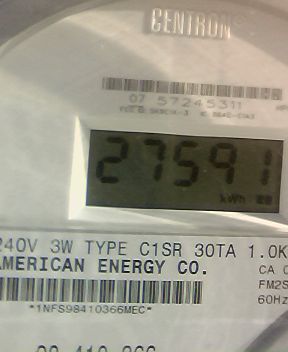 CENTRON
07 57245311
27591
kWh
240V 3W TYPE C1SR 30TA 1.0K
AMERICAN ENERGY CO.
CA 0
FM2S
*1NFS98410366MEC*
60Hz